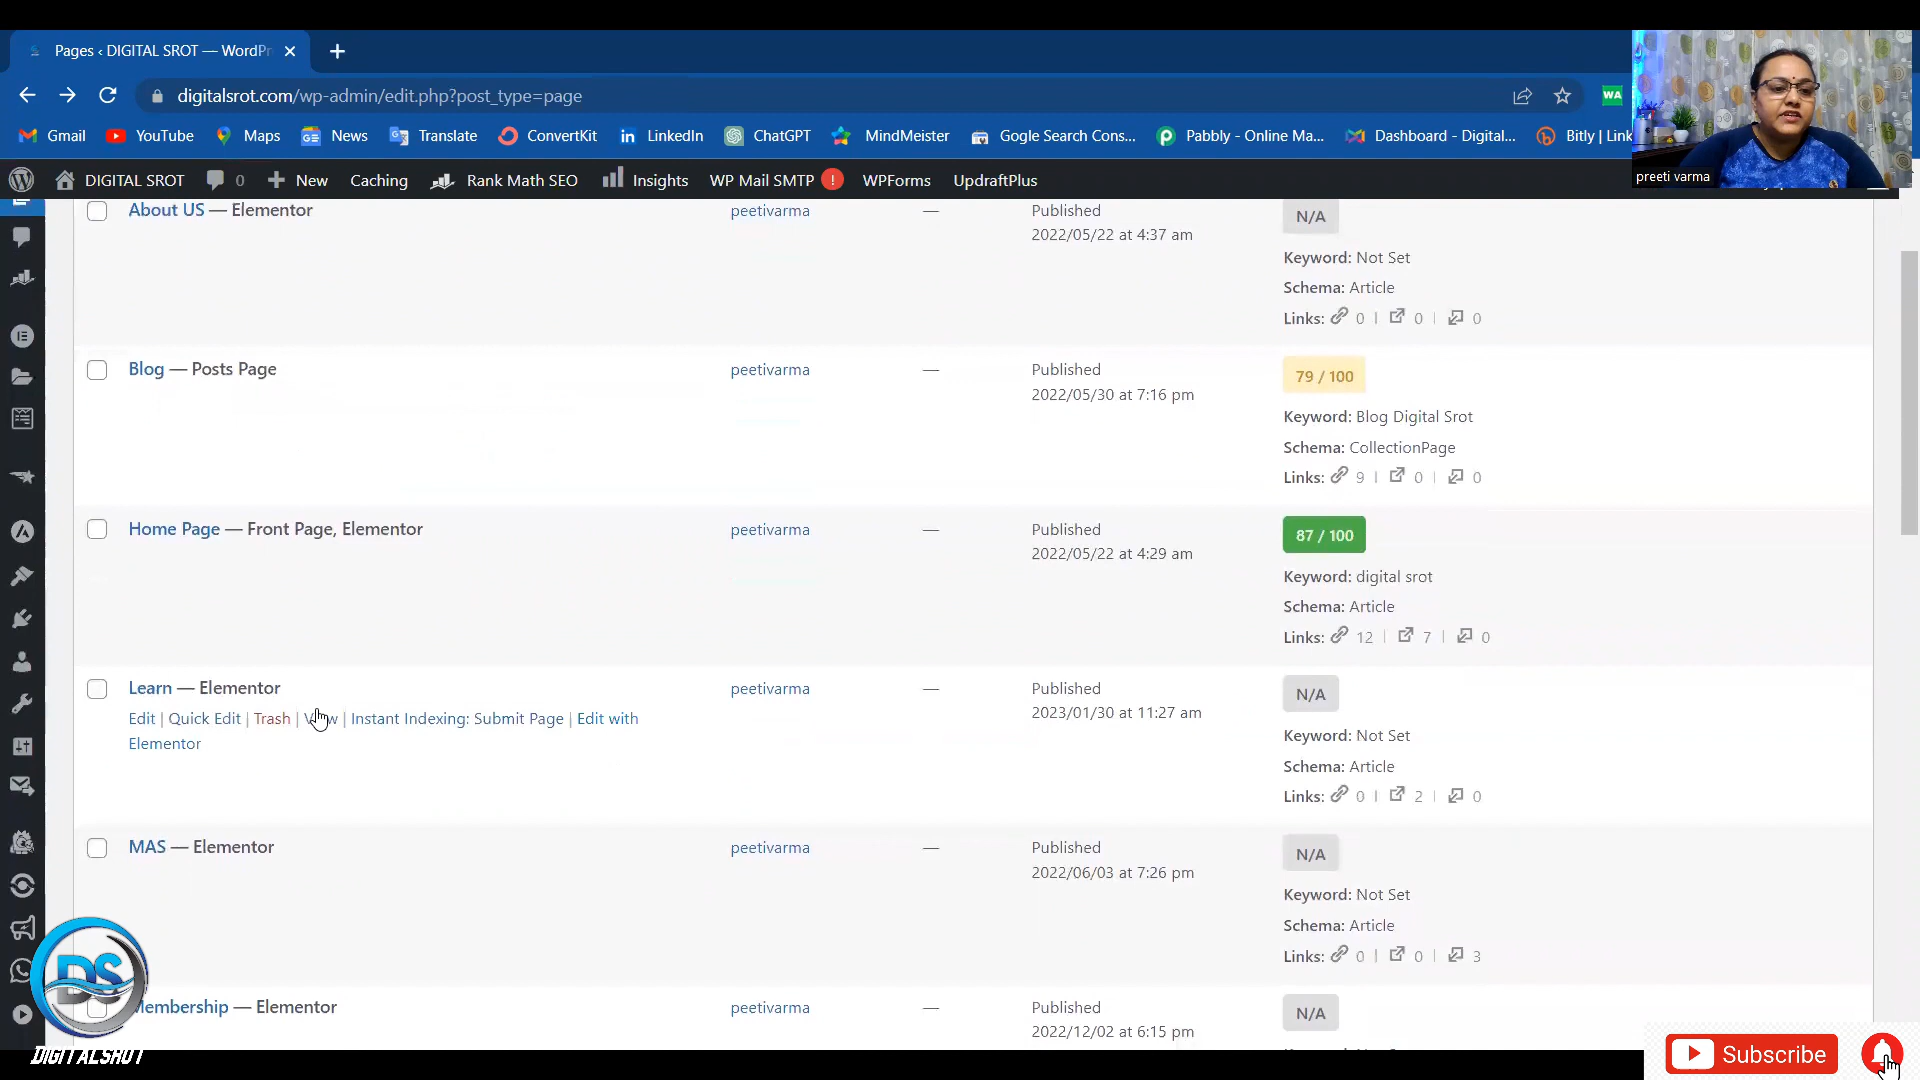 Pages ‹ DIGITAL SROT — WordPr
digitalsrot.com/wp-admin/edit.php?post_type=page
WA
Gmail YouTube Maps News Translate ConvertKit LinkedIn ChatGPT MindMeister Gogle Search Cons... Pabbly - Online Ma... Dashboard - Digital... Bitly | Link
preeti varma
DIGITAL SROT 0 New Caching Rank Math SEO Insights WP Mail SMTP ! WPForms UpdraftPlus
About US — Elementor peetivarma — Published N/A
2022/05/22 at 4:37 am
Keyword: Not Set
Schema: Article
Links: 0 | 0 | 0
Blog — Posts Page peetivarma — Published 79 / 100
2022/05/30 at 7:16 pm
Keyword: Blog Digital Srot
Schema: CollectionPage
Links: 9 | 0 | 0
Home Page — Front Page, Elementor peetivarma — Published 87 / 100
2022/05/22 at 4:29 am
Keyword: digital srot
Schema: Article
Links: 12 | 7 | 0
Learn — Elementor peetivarma — Published N/A
Edit | Quick Edit | Trash | View | Instant Indexing: Submit Page | Edit with
Elementor
2023/01/30 at 11:27 am
Keyword: Not Set
Schema: Article
Links: 0 | 2 | 0
MAS — Elementor peetivarma — Published N/A
2022/06/03 at 7:26 pm
Keyword: Not Set
Schema: Article
Links: 0 | 0 | 3
Membership — Elementor peetivarma — Published N/A
2022/12/02 at 6:15 pm
DS
DIGITALSROT
Subscribe